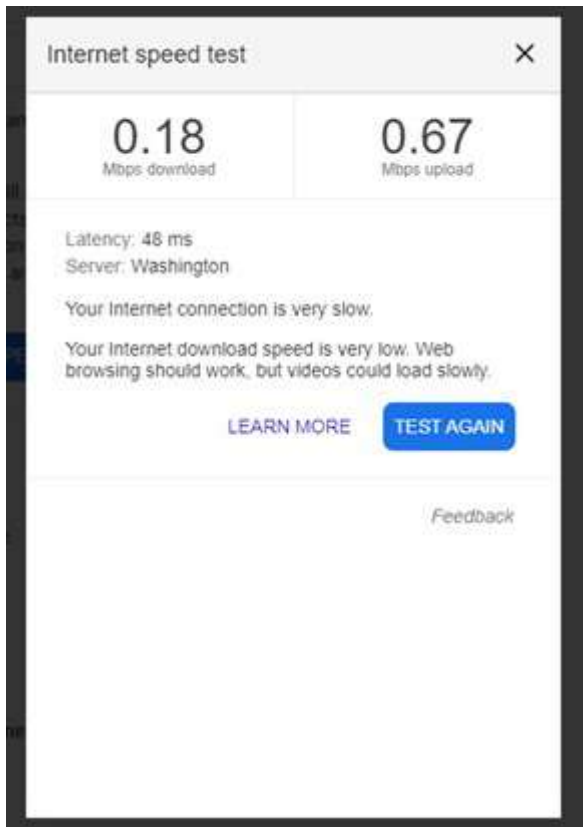 Internet speed test
0.18
Mbps download
0.67
Mbps upload
Latency: 48 ms
Server: Washington
Your Internet connection is very slow.
Your Internet download speed is very low. Web
browsing should work, but videos could load slowly.
LEARN MORE
TEST AGAIN
Feedback